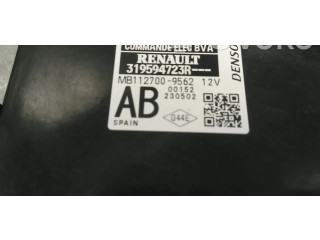 COMMANDE ELEC BVA
RENAULT
319594723R----
MB112700-9562 12V
AB
00152
230502
SPAIN
DENSO